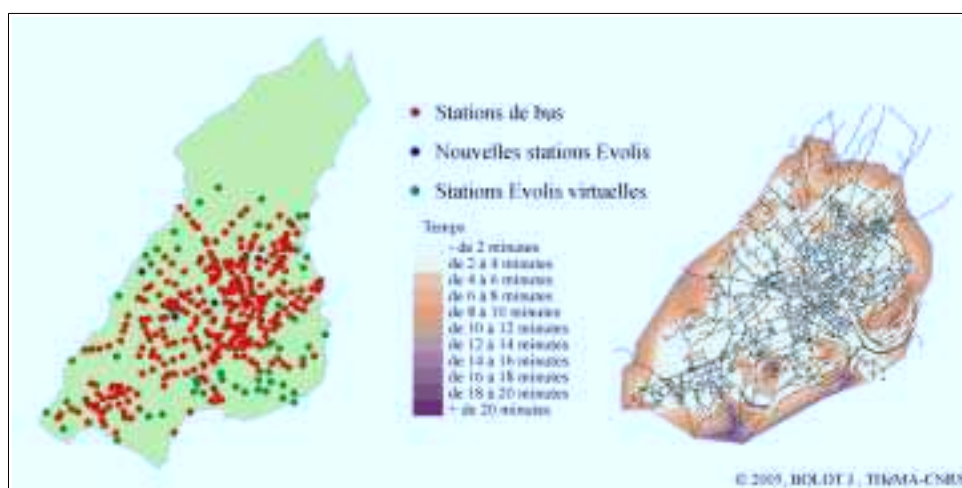 Stations de bus
Nouvelles stations Evolis
Stations Evolis virtuelles
Temps
- de 2 minutes
de 2 à 4 minutes
de 4 à 6 minutes
de 6 à 8 minutes
de 8 à 10 minutes
de 10 à 12 minutes
de 12 à 14 minutes
de 14 à 16 minutes
de 16 à 18 minutes
de 18 à 20 minutes
+ de 20 minutes
© 2005, BOLOT J., THéMA-CNRS